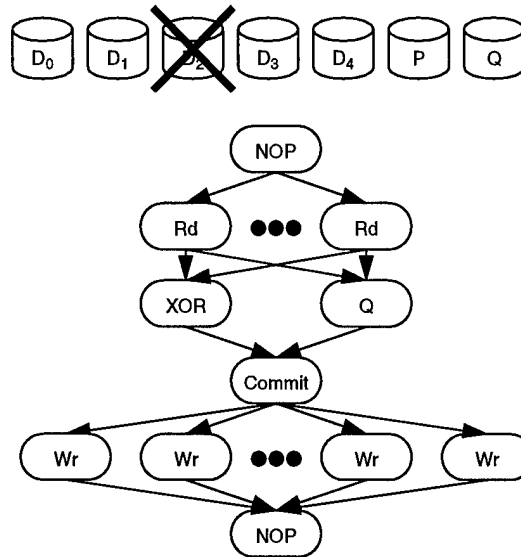 D₀ D₁ D₂ D₃ D₄ P Q
NOP
Rd Rd
XOR Q
Commit
Wr Wr Wr Wr
NOP